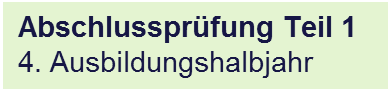 Abschlussprüfung Teil 1
4. Ausbildungshalbjahr